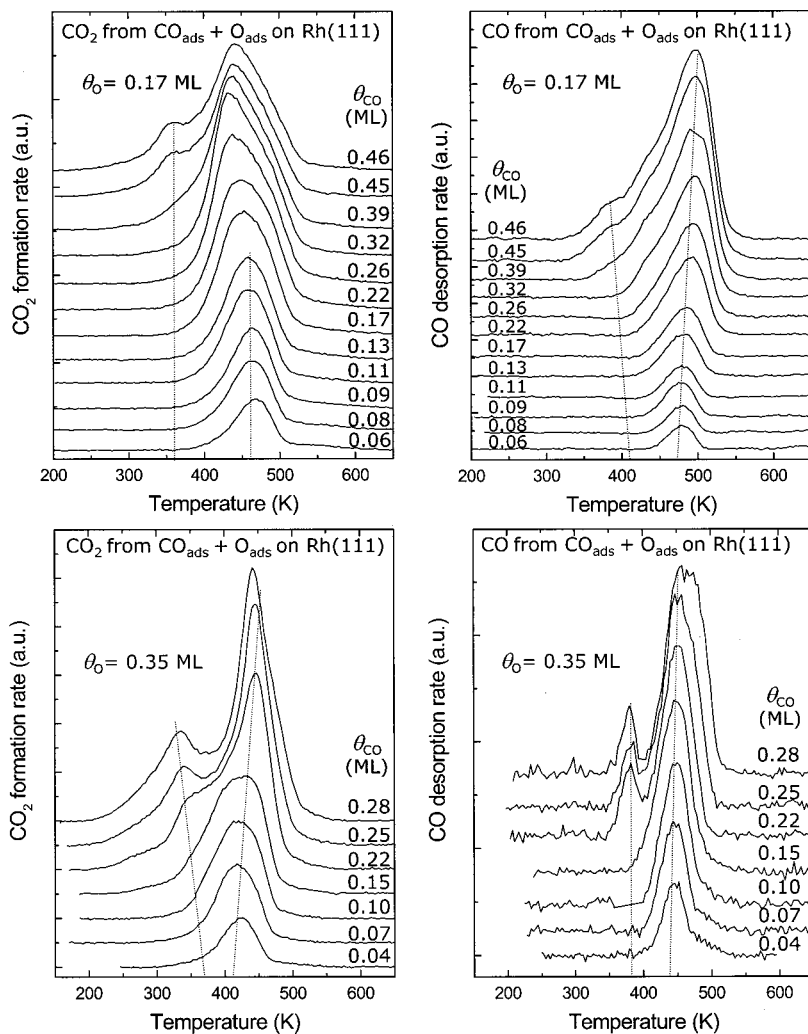 CO₂ from COads + Oads on Rh(111)
θO= 0.17 ML
θCO
(ML)
0.46
0.45
0.39
0.32
0.26
0.22
0.17
0.13
0.11
0.09
0.08
0.06
CO₂ formation rate (a.u.)
200 300 400 500 600
Temperature (K)
CO from COads + Oads on Rh(111)
θO= 0.17 ML
θCO
(ML)
0.46
0.45
0.39
0.32
0.26
0.22
0.17
0.13
0.11
0.09
0.08
0.06
CO desorption rate (a.u.)
200 300 400 500 600
Temperature (K)
CO₂ from COads + Oads on Rh(111)
θO= 0.35 ML
θCO
(ML)
0.28
0.25
0.22
0.15
0.10
0.07
0.04
CO₂ formation rate (a.u.)
200 300 400 500 600
Temperature (K)
CO from COads + Oads on Rh(111)
θO= 0.35 ML
θCO
(ML)
0.28
0.25
0.22
0.15
0.10
0.07
0.04
CO desorption rate (a.u.)
200 300 400 500 600
Temperature (K)